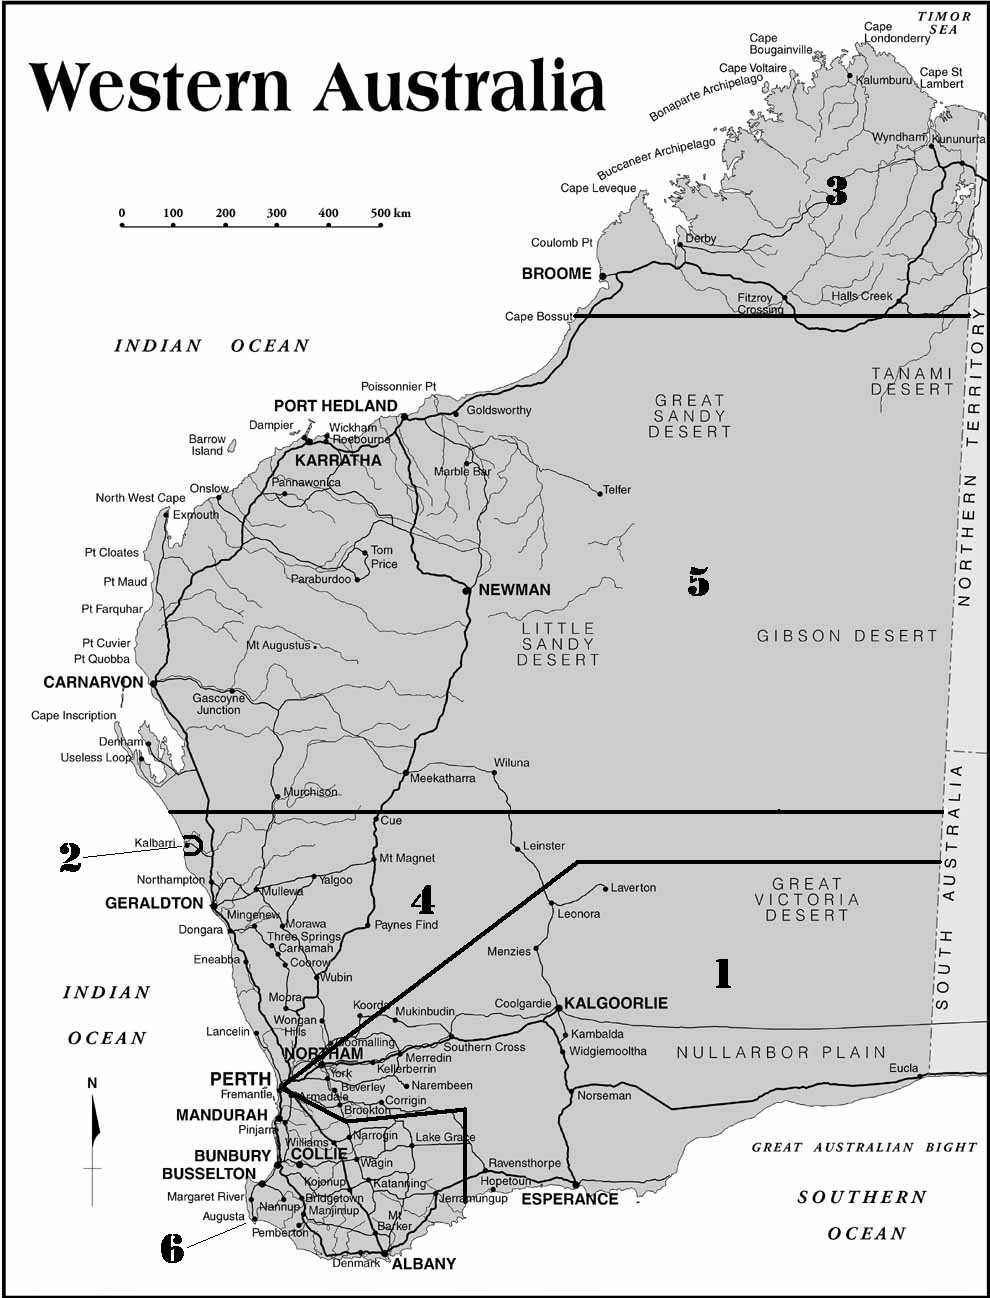 Western Australia
TIMOR
SEA
Cape
Londonderry
Cape
Bougainville
Cape Voltaire
Bonaparte Archipelago
Kalumburu
Cape St
Lambert
Buccaneer Archipelago
Wyndham
Kununurra
Cape Leveque
3
0 100 200 300 400 500 km
Coulomb Pt
Derby
BROOME
Fitzroy
Crossing
Halls Creek
Cape Bossut
INDIAN OCEAN
TANAMI
DESERT
NORTHERN TERRITORY
Poissonnier Pt
PORT HEDLAND
Goldsworthy
GREAT
SANDY
DESERT
Dampier
Wickham
Roebourne
Barrow
Island
KARRATHA
Marble Bar
Pannawonica
Onslow
Telfer
North West Cape
Exmouth
Pt Cloates
Tom
Price
Paraburdoo
Pt Maud
NEWMAN
5
Pt Farquhar
LITTLE
SANDY
DESERT
GIBSON DESERT
Pt Cuvier
Mt Augustus
Pt Quobba
CARNARVON
Gascoyne
Junction
Cape Inscription
Denham
Useless Loop
Wiluna
Meekatharra
Murchison
SOUTH AUSTRALIA
Cue
Kalbarri
2
Leinster
Mt Magnet
Northampton
Yalgoo
Mullewa
Laverton
GREAT
VICTORIA
DESERT
GERALDTON
4
Leonora
Mingenew
Morawa
Paynes Find
Dongara
Three Springs
Carnamah
Menzies
Eneabba
Coorow
Wubin
1
INDIAN
OCEAN
Moora
Koorda
Mukinbudin
Coolgardie
KALGOORLIE
Wongan
Hills
Lancelin
Goomalling
Southern Cross
Kambalda
Widgiemooltha
NULLARBOR PLAIN
NORTHAM
Merredin
Kellerberrin
Eucla
PERTH
York
N
Fremantle
Beverley
Narembeen
Armadale
Corrigin
Norseman
Brookton
MANDURAH
Pinjarra
Williams
Narrogin
Lake Grace
GREAT AUSTRALIAN BIGHT
BUNBURY
COLLIE
Wagin
Ravensthorpe
BUSSELTON
Kojonup
Katanning
Hopetoun
Margaret River
Bridgetown
Jerramungup
ESPERANCE
SOUTHERN
OCEAN
Nannup
Manjimup
Augusta
Mt
Barker
Pemberton
6
Denmark
ALBANY